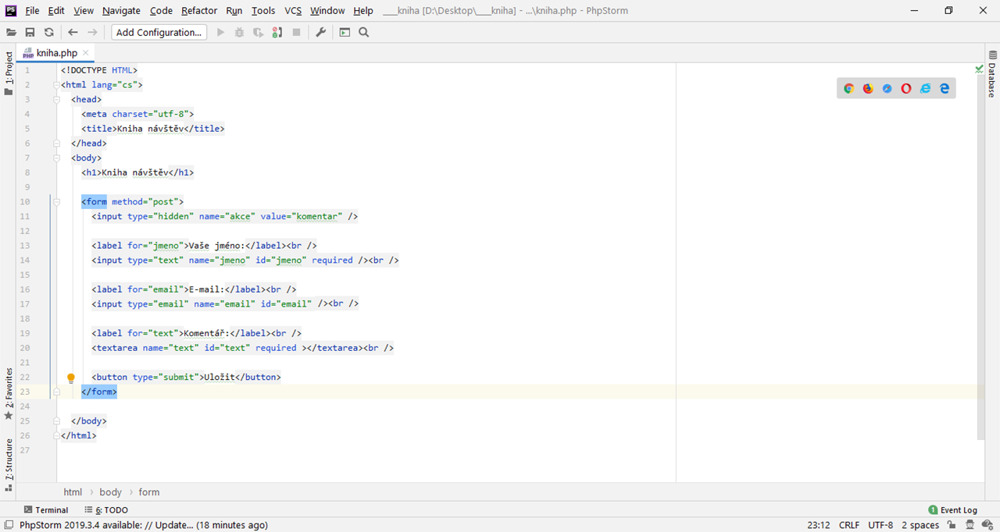 PS File Edit View Navigate Code Refactor Run Tools VCS Window Help ___kniha [D:\Desktop\___kniha] - ...\kniha.php - PhpStorm
Add Configuration...
1: Project
PHP kniha.php
Database
1 <!DOCTYPE HTML>
2 <html lang="cs">
3 <head>
4 <meta charset="utf-8">
5 <title>Kniha návštěv</title>
6 </head>
7 <body>
8 <h1>Kniha návštěv</h1>
9
10 <form method="post">
11 <input type="hidden" name="akce" value="komentar" />
12
13 <label for="jmeno">Vaše jméno:</label><br />
14 <input type="text" name="jmeno" id="jmeno" required /><br />
15
16 <label for="email">E-mail:</label><br />
17 <input type="email" name="email" id="email" /><br />
18
19 <label for="text">Komentář:</label><br />
20 <textarea name="text" id="text" required ></textarea><br />
21
22 <button type="submit">Uložit</button>
23 </form>
24
25 </body>
26 </html>
27
2: Favorites
7: Structure
html › body › form
Terminal 6: TODO 1 Event Log
PhpStorm 2019.3.4 available: // Update... (18 minutes ago) 23:12 CRLF UTF-8 2 spaces